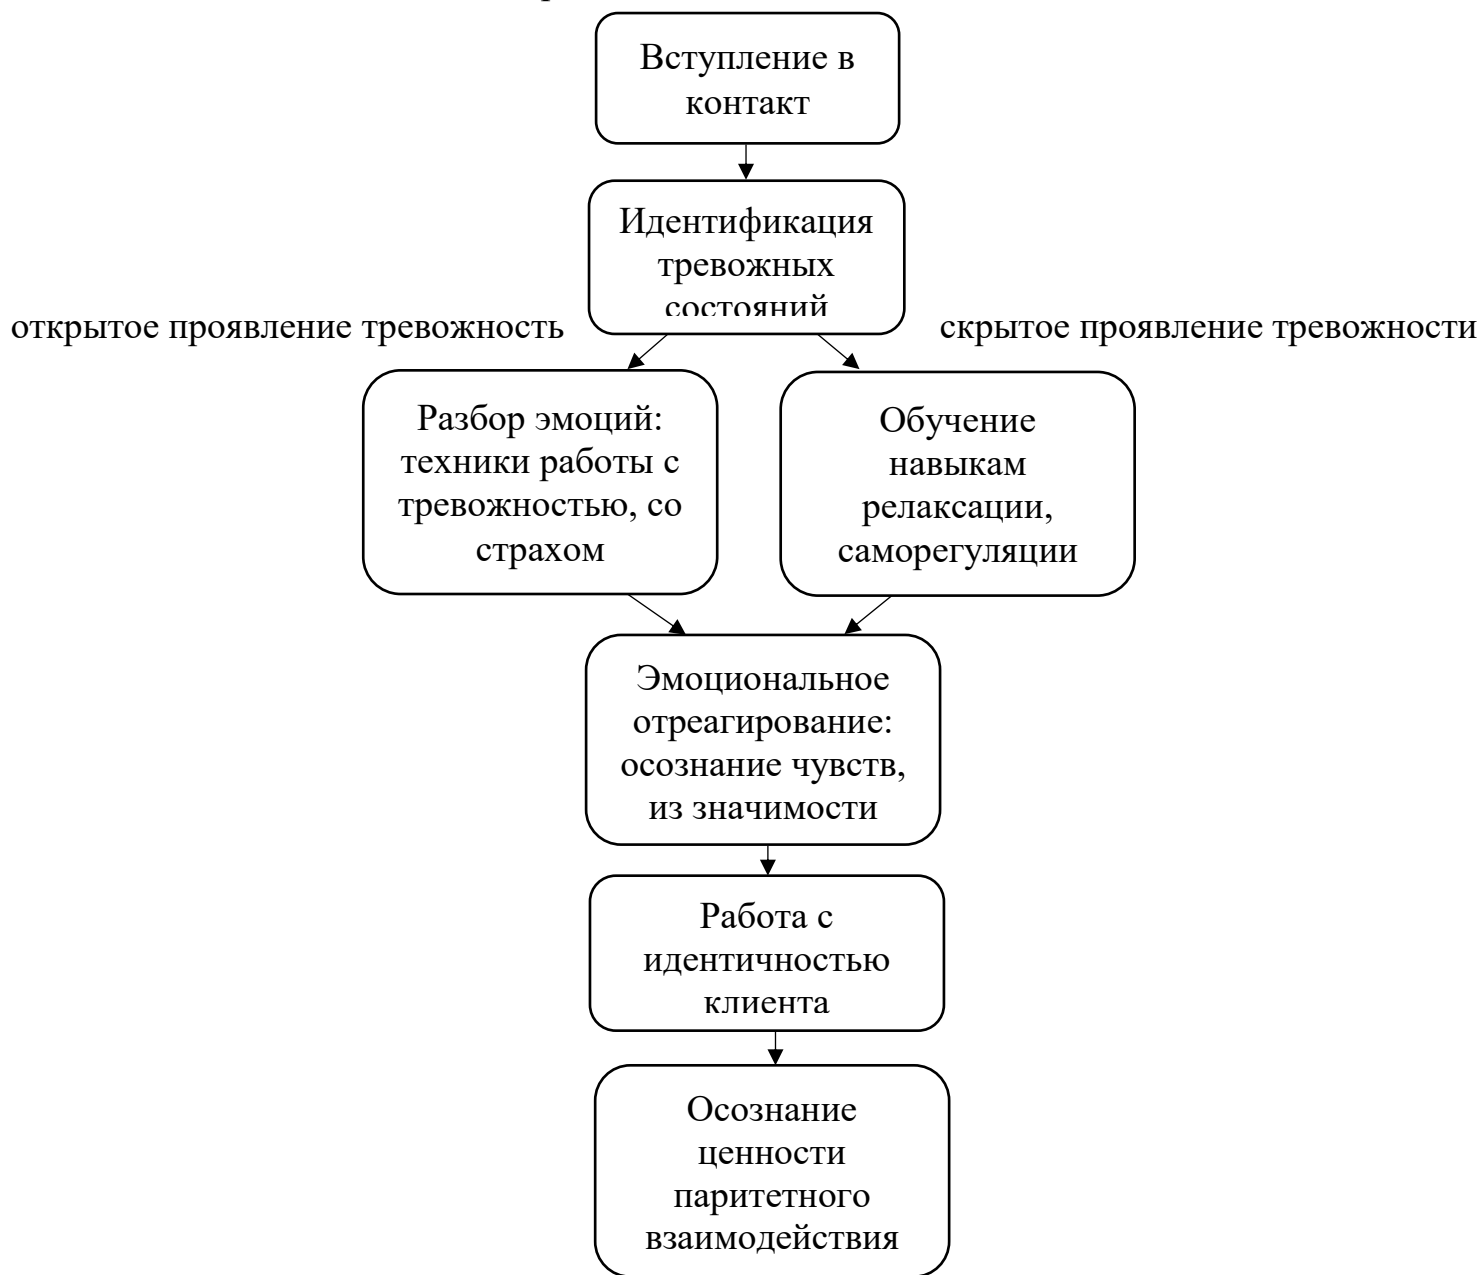 Вступление в
контакт
Идентификация
тревожных
состояний
открытое проявление тревожность
скрытое проявление тревожности
Разбор эмоций:
техники работы с
тревожностью, со
страхом
Обучение
навыкам
релаксации,
саморегуляции
Эмоциональное
отреагирование:
осознание чувств,
из значимости
Работа с
идентичностью
клиента
Осознание
ценности
паритетного
взаимодействия